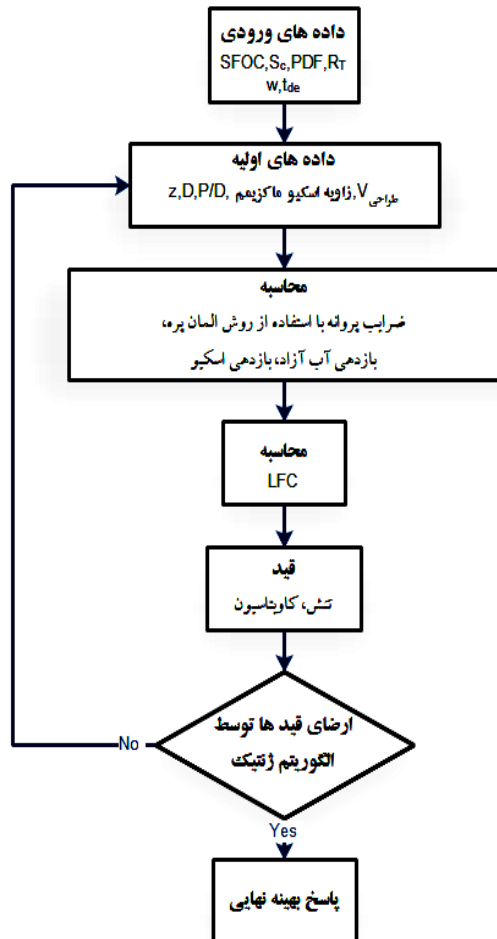 داده های ورودی
SFOC,Sc,PDF,RT
w,tde
داده های اولیه
z,D,P/D, زاویه اسکیو ماکزیمم ,Vطراحی
محاسبه
ضرایب پروانه با استفاده از روش المان پره،
بازدهی آب آزاد، بازدهی اسکیو
محاسبه
LFC
قید
تنش، کاویتاسیون
ارضای قید ها توسط
الگوریتم ژنتیک
No
Yes
پاسخ بهینه نهایی